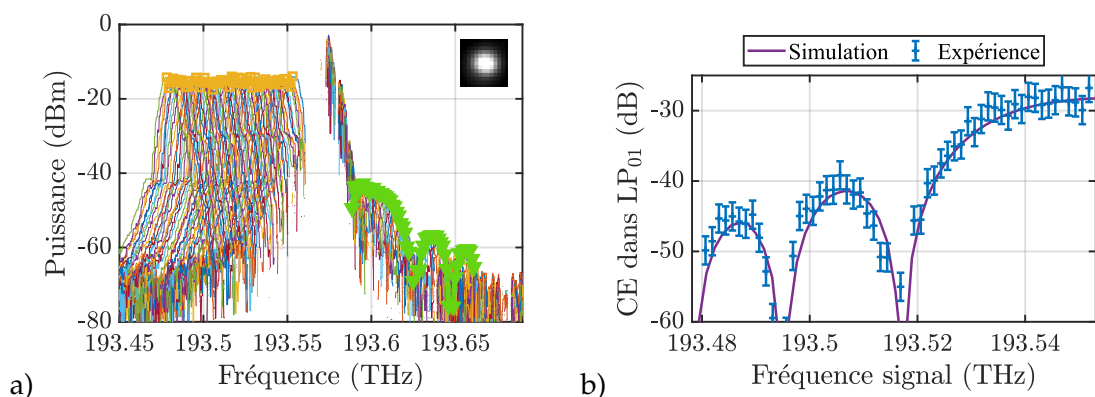 0
-20
-40
-60
-80
193.45 193.5 193.55 193.6 193.65
Puissance (dBm)
Fréquence (THz)
a)
Simulation Expérience
-30
-40
-50
-60
193.48 193.5 193.52 193.54
CE dans LP₀₁ (dB)
Fréquence signal (THz)
b)